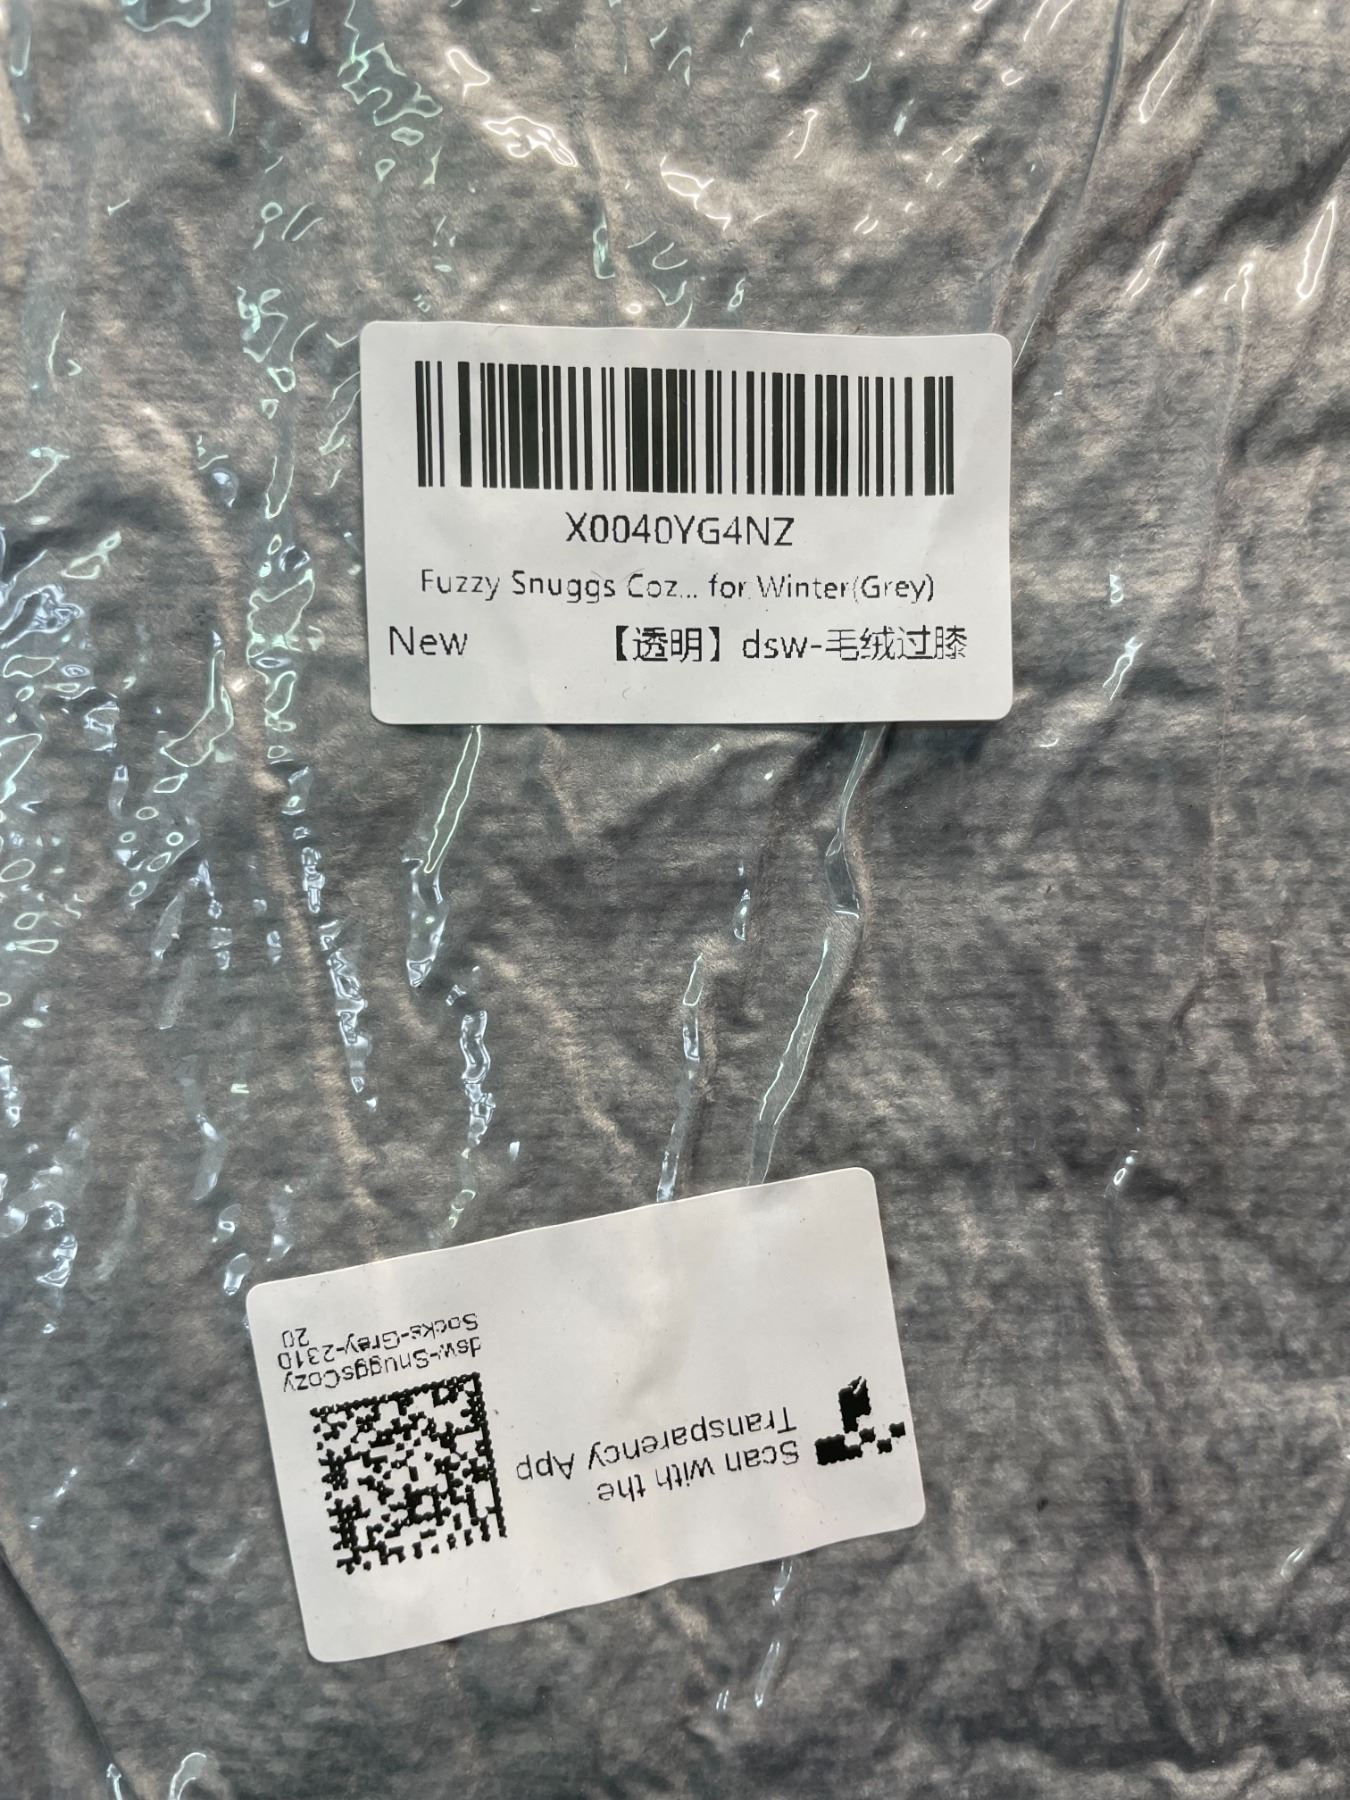 X0040YG4NZ
Fuzzy Snuggs Coz... for Winter(Grey)
New 【透明】dsw-毛绒过膝
Scan with the
Transparency App
dsw-SnuggsCozy
Socks-Grey-2310
20